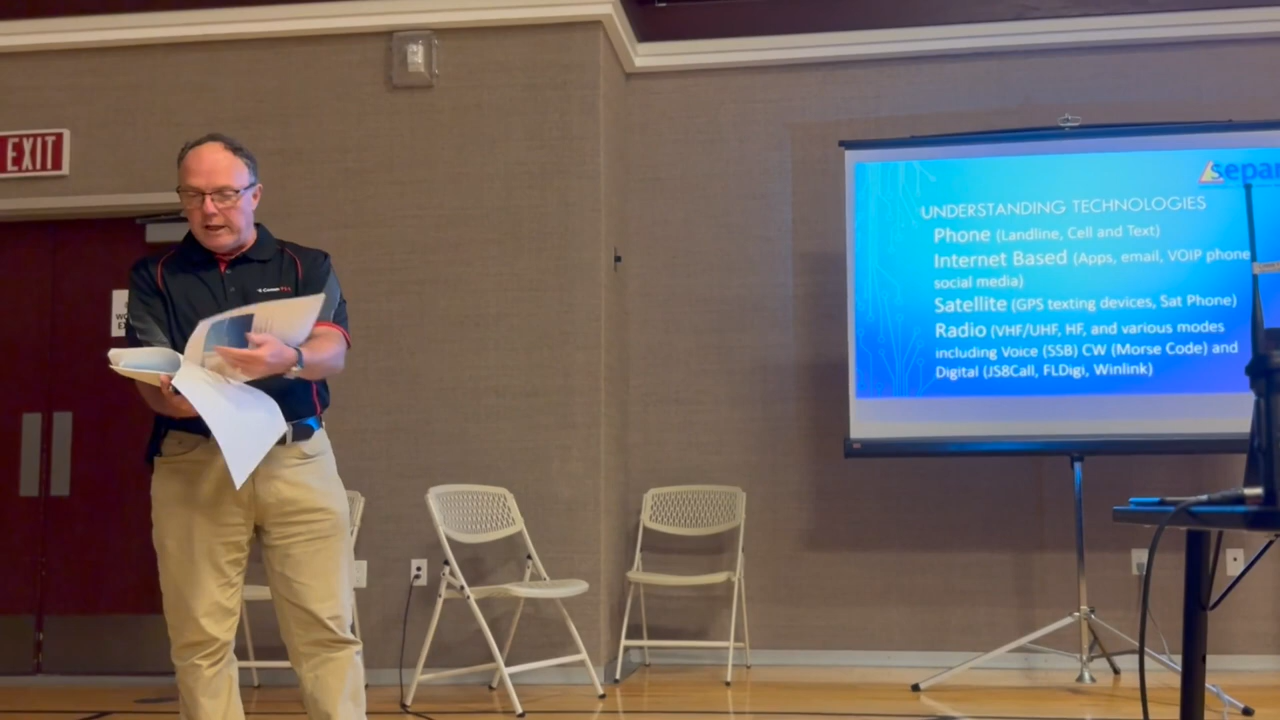 EXIT
separ
UNDERSTANDING TECHNOLOGIES
Phone (Landline, Cell and Text)
Internet Based (Apps, email, VOIP phone
social media)
Satellite (GPS texting devices, Sat Phone)
Radio (VHF/UHF, HF, and various modes
including Voice (SSB) CW (Morse Code) and
Digital (JS8Call, FLDigi, Winlink)